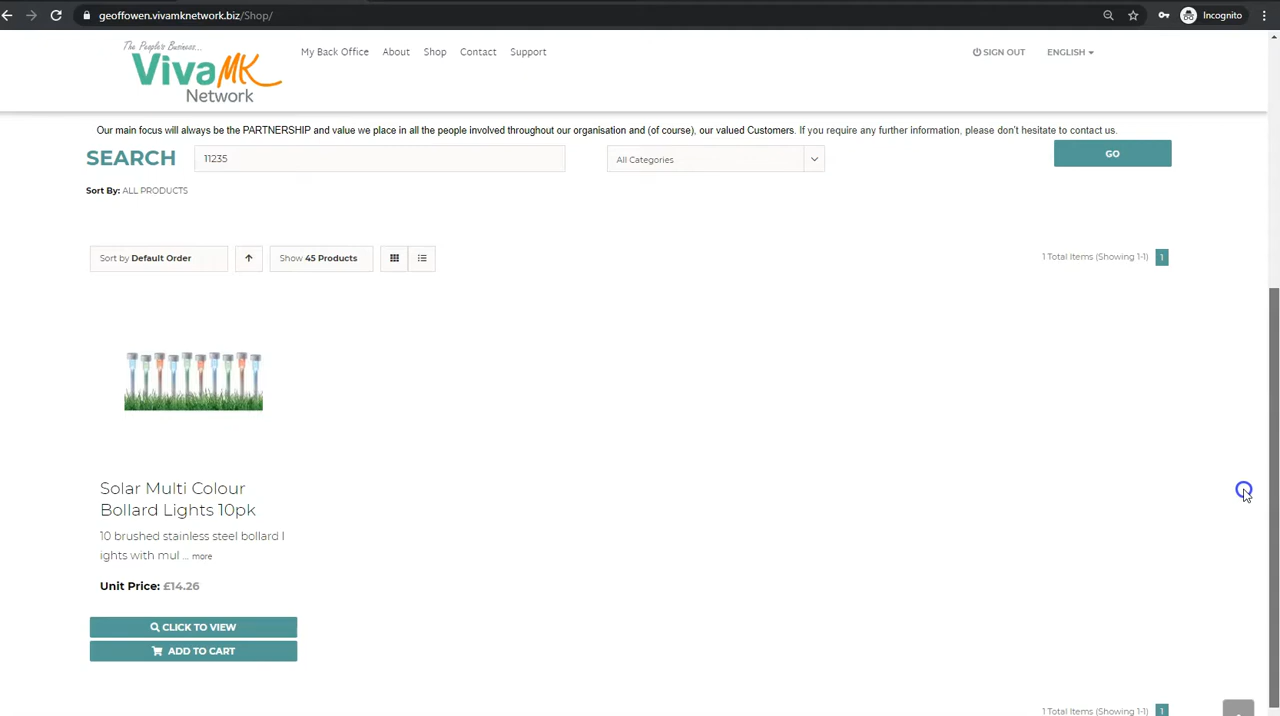 geoffowen.vivamknetwork.biz/Shop/
Incognito
The People's Business...
VivaMK
Network
My Back Office
About
Shop
Contact
Support
SIGN OUT
ENGLISH
Our main focus will always be the PARTNERSHIP and value we place in all the people involved throughout our organisation and (of course), our valued Customers. If you require any further information, please don't hesitate to contact us.
SEARCH
11235
All Categories
GO
Sort By: ALL PRODUCTS
Sort by Default Order
Show 45 Products
1 Total Items (Showing 1-1)
1
Solar Multi Colour
Bollard Lights 10pk
10 brushed stainless steel bollard l
ights with mul ... more
Unit Price: £14.26
CLICK TO VIEW
ADD TO CART
1 Total Items (Showing 1-1)
1